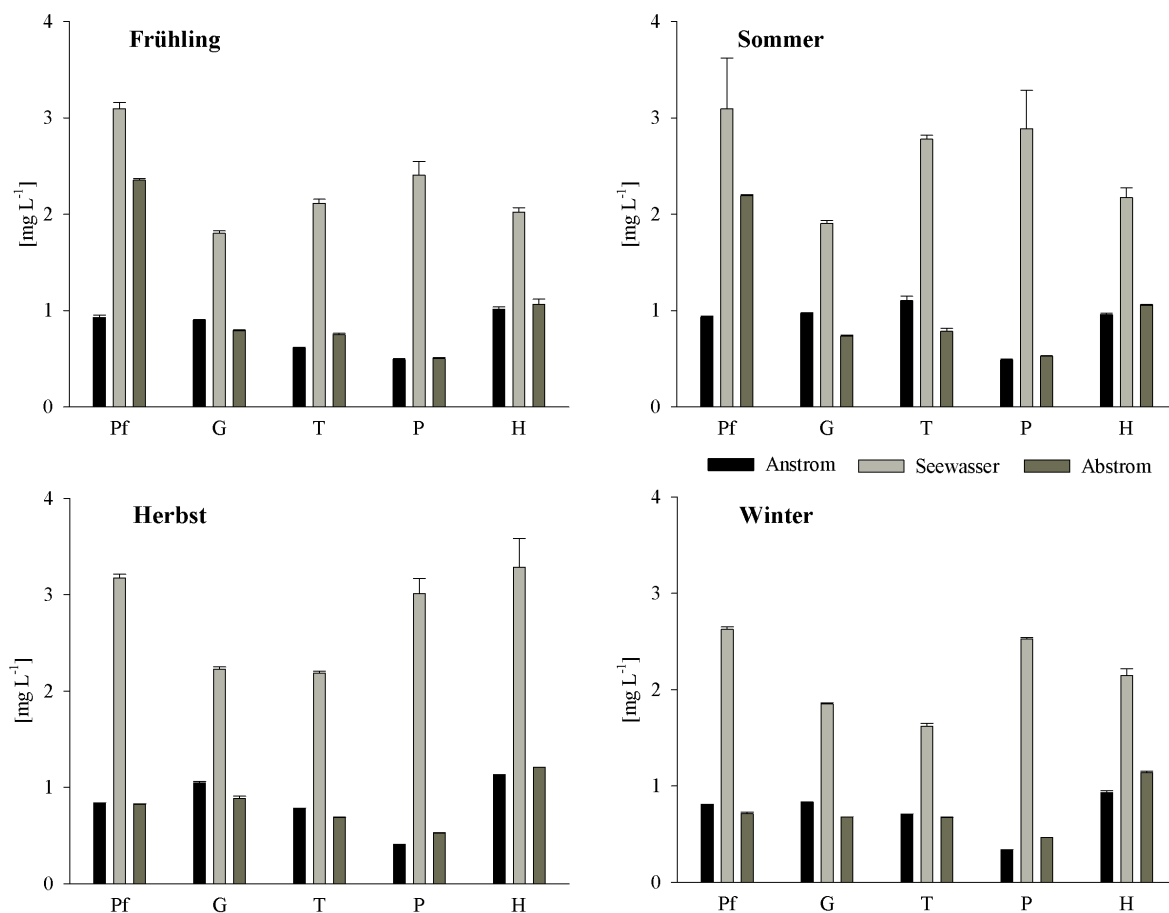 Frühling
4
3
2
1
0
[mg L⁻¹]
Pf G T P H
Sommer
4
3
2
1
0
[mg L⁻¹]
Pf G T P H
Anstrom Seewasser Abstrom
Herbst
4
3
2
1
0
[mg L⁻¹]
Pf G T P H
Winter
4
3
2
1
0
[mg L⁻¹]
Pf G T P H